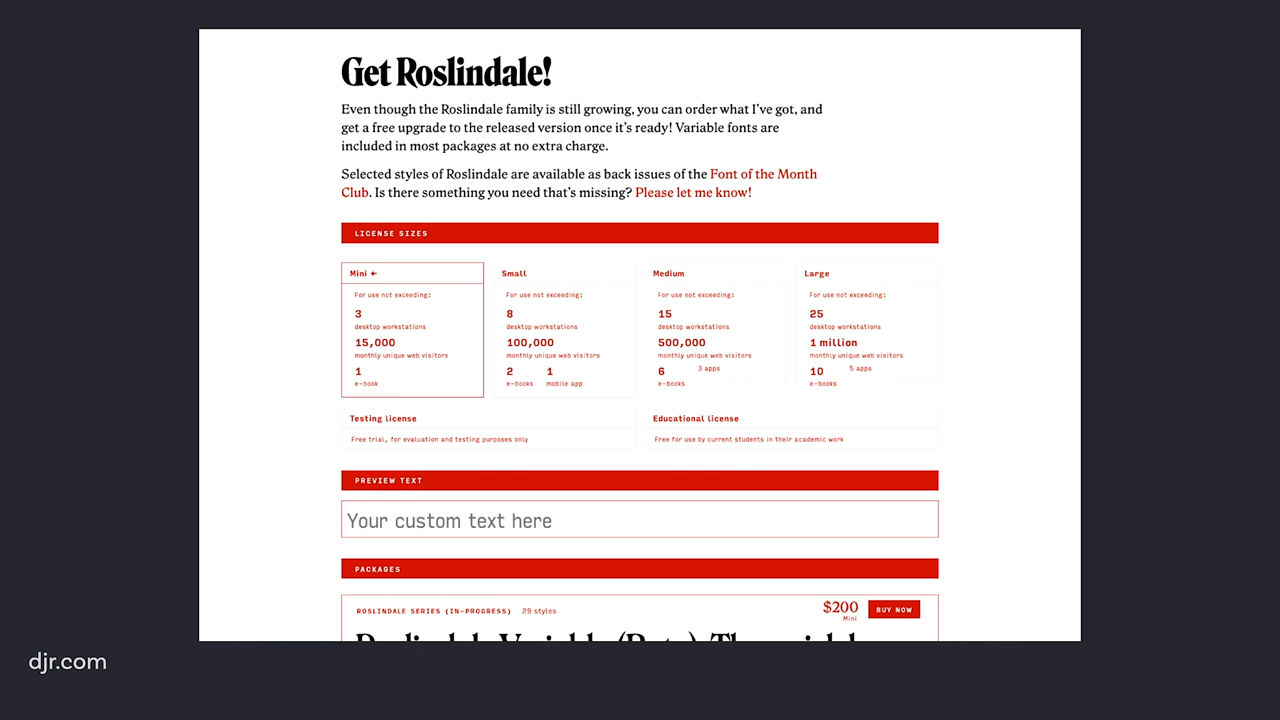 Get Roslindale!
Even though the Roslindale family is still growing, you can order what I've got, and
get a free upgrade to the released version once it's ready! Variable fonts are
included in most packages at no extra charge.
Selected styles of Roslindale are available as back issues of the Font of the Month
Club. Is there something you need that's missing? Please let me know!
LICENSE SIZES
Mini ←
For use not exceeding:
3
desktop workstations
15,000
monthly unique web visitors
1
e-book
Small
For use not exceeding:
8
desktop workstations
100,000
monthly unique web visitors
2 1
e-books mobile app
Medium
For use not exceeding:
15
desktop workstations
500,000
monthly unique web visitors
6 3 apps
e-books
Large
For use not exceeding:
25
desktop workstations
1 million
monthly unique web visitors
10 5 apps
e-books
Testing license
Free trial, for evaluation and testing purposes only
Educational license
Free for use by current students in their academic work
PREVIEW TEXT
Your custom text here
PACKAGES
ROSLINDALE SERIES (IN-PROGRESS) 29 styles
$200
Mini
BUY NOW
djr.com